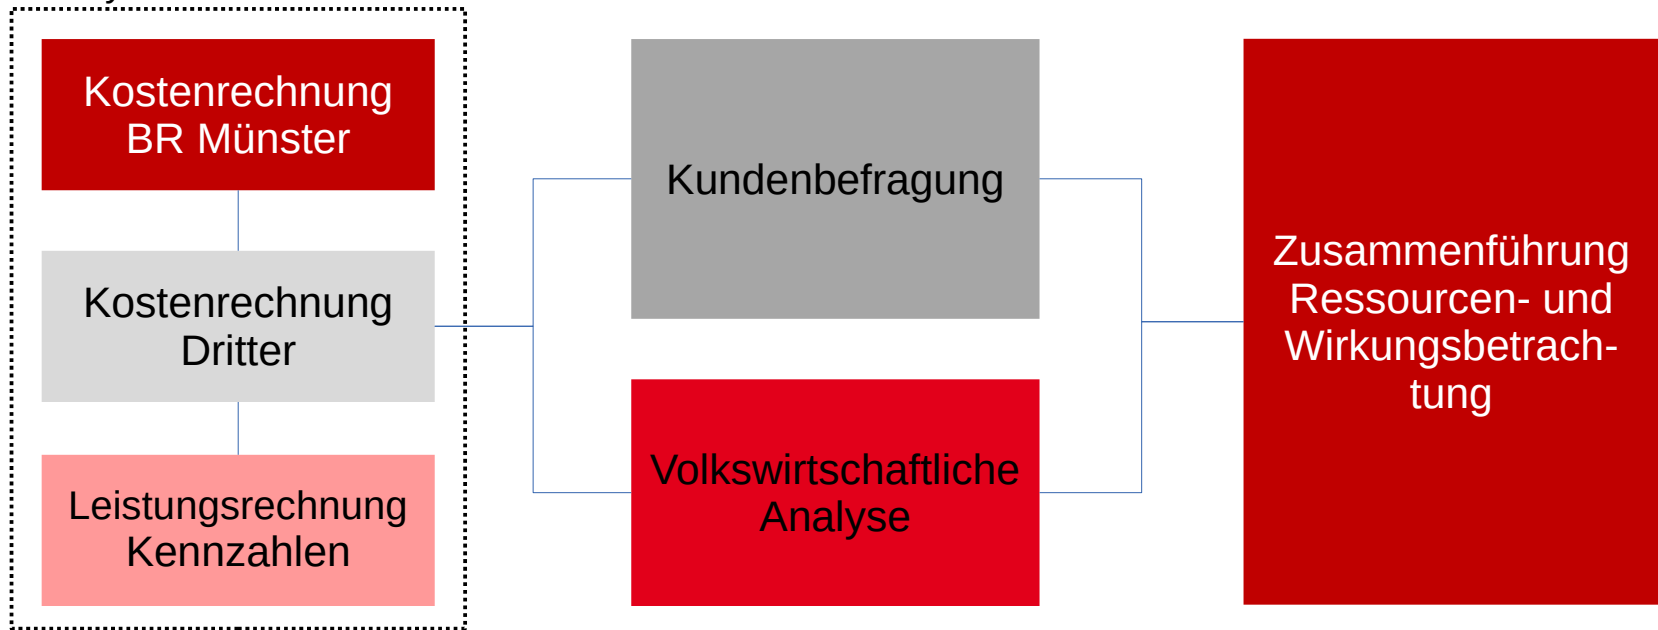 Kostenrechnung
BR Münster
Kostenrechnung
Dritter
Leistungsrechnung
Kennzahlen
Kundenbefragung
Volkswirtschaftliche
Analyse
Zusammenführung
Ressourcen- und
Wirkungsbetrach-
tung